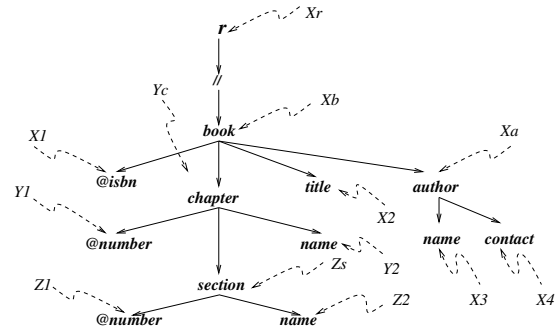 r Xr
//
Yc Xb
book
X1 Xa
@isbn title author
chapter
Y1 X2
@number name name contact
Zs Y2
section X3 X4
Z1 Z2
@number name